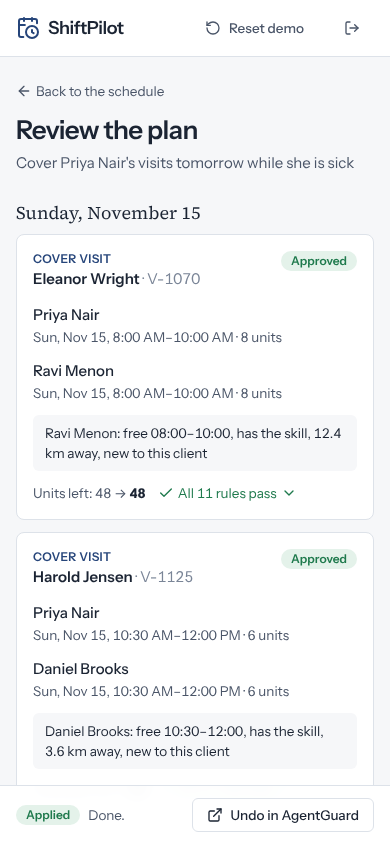 ShiftPilot
Reset demo
Back to the schedule
Review the plan
Cover Priya Nair's visits tomorrow while she is sick
Sunday, November 15
COVER VISIT
Approved
Eleanor Wright · V-1070
Priya Nair
Sun, Nov 15, 8:00 AM–10:00 AM · 8 units
Ravi Menon
Sun, Nov 15, 8:00 AM–10:00 AM · 8 units
Ravi Menon: free 08:00–10:00, has the skill, 12.4
km away, new to this client
Units left: 48 → 48 All 11 rules pass
COVER VISIT
Approved
Harold Jensen · V-1125
Priya Nair
Sun, Nov 15, 10:30 AM–12:00 PM · 6 units
Daniel Brooks
Sun, Nov 15, 10:30 AM–12:00 PM · 6 units
Daniel Brooks: free 10:30–12:00, has the skill,
3.6 km away, new to this client
Applied Done.
Undo in AgentGuard